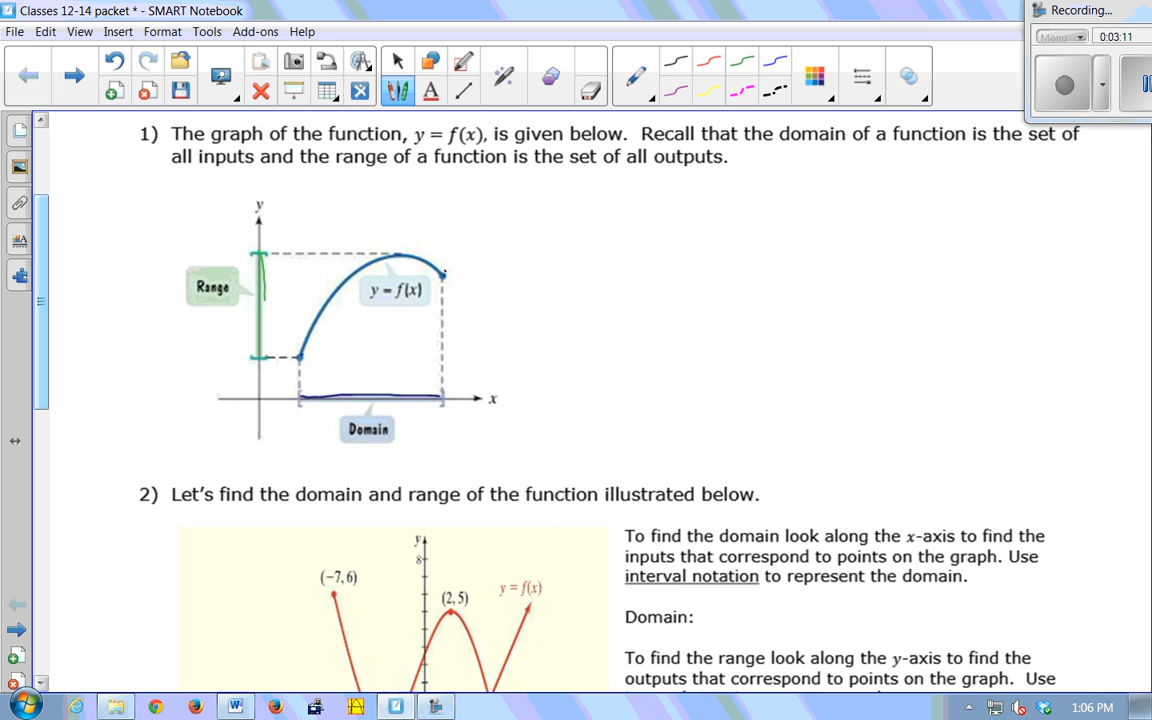 Classes 12-14 packet * - SMART Notebook
Recording...
File Edit View Insert Format Tools Add-ons Help
Menu
0:03:11
1) The graph of the function, y = f(x), is given below. Recall that the domain of a function is the set of
all inputs and the range of a function is the set of all outputs.
y
Range
y = f(x)
x
Domain
2) Let's find the domain and range of the function illustrated below.
y
8
(−7, 6)
(2, 5)
y = f(x)
To find the domain look along the x-axis to find the
inputs that correspond to points on the graph. Use
interval notation to represent the domain.
Domain:
To find the range look along the y-axis to find the
outputs that correspond to points on the graph. Use
1:06 PM